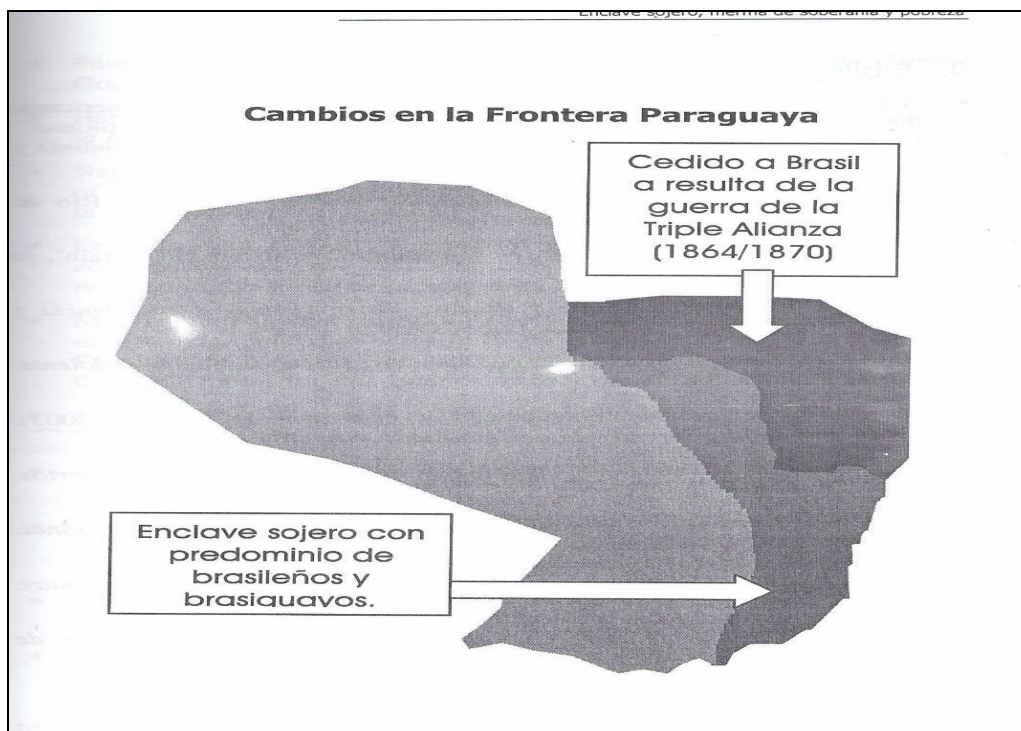 Enclave sojero, merma de soberanía y pobreza
Cambios en la Frontera Paraguaya
Cedido a Brasil
a resulta de la
guerra de la
Triple Alianza
(1864/1870)
Enclave sojero con
predominio de
brasileños y
brasiguayos.